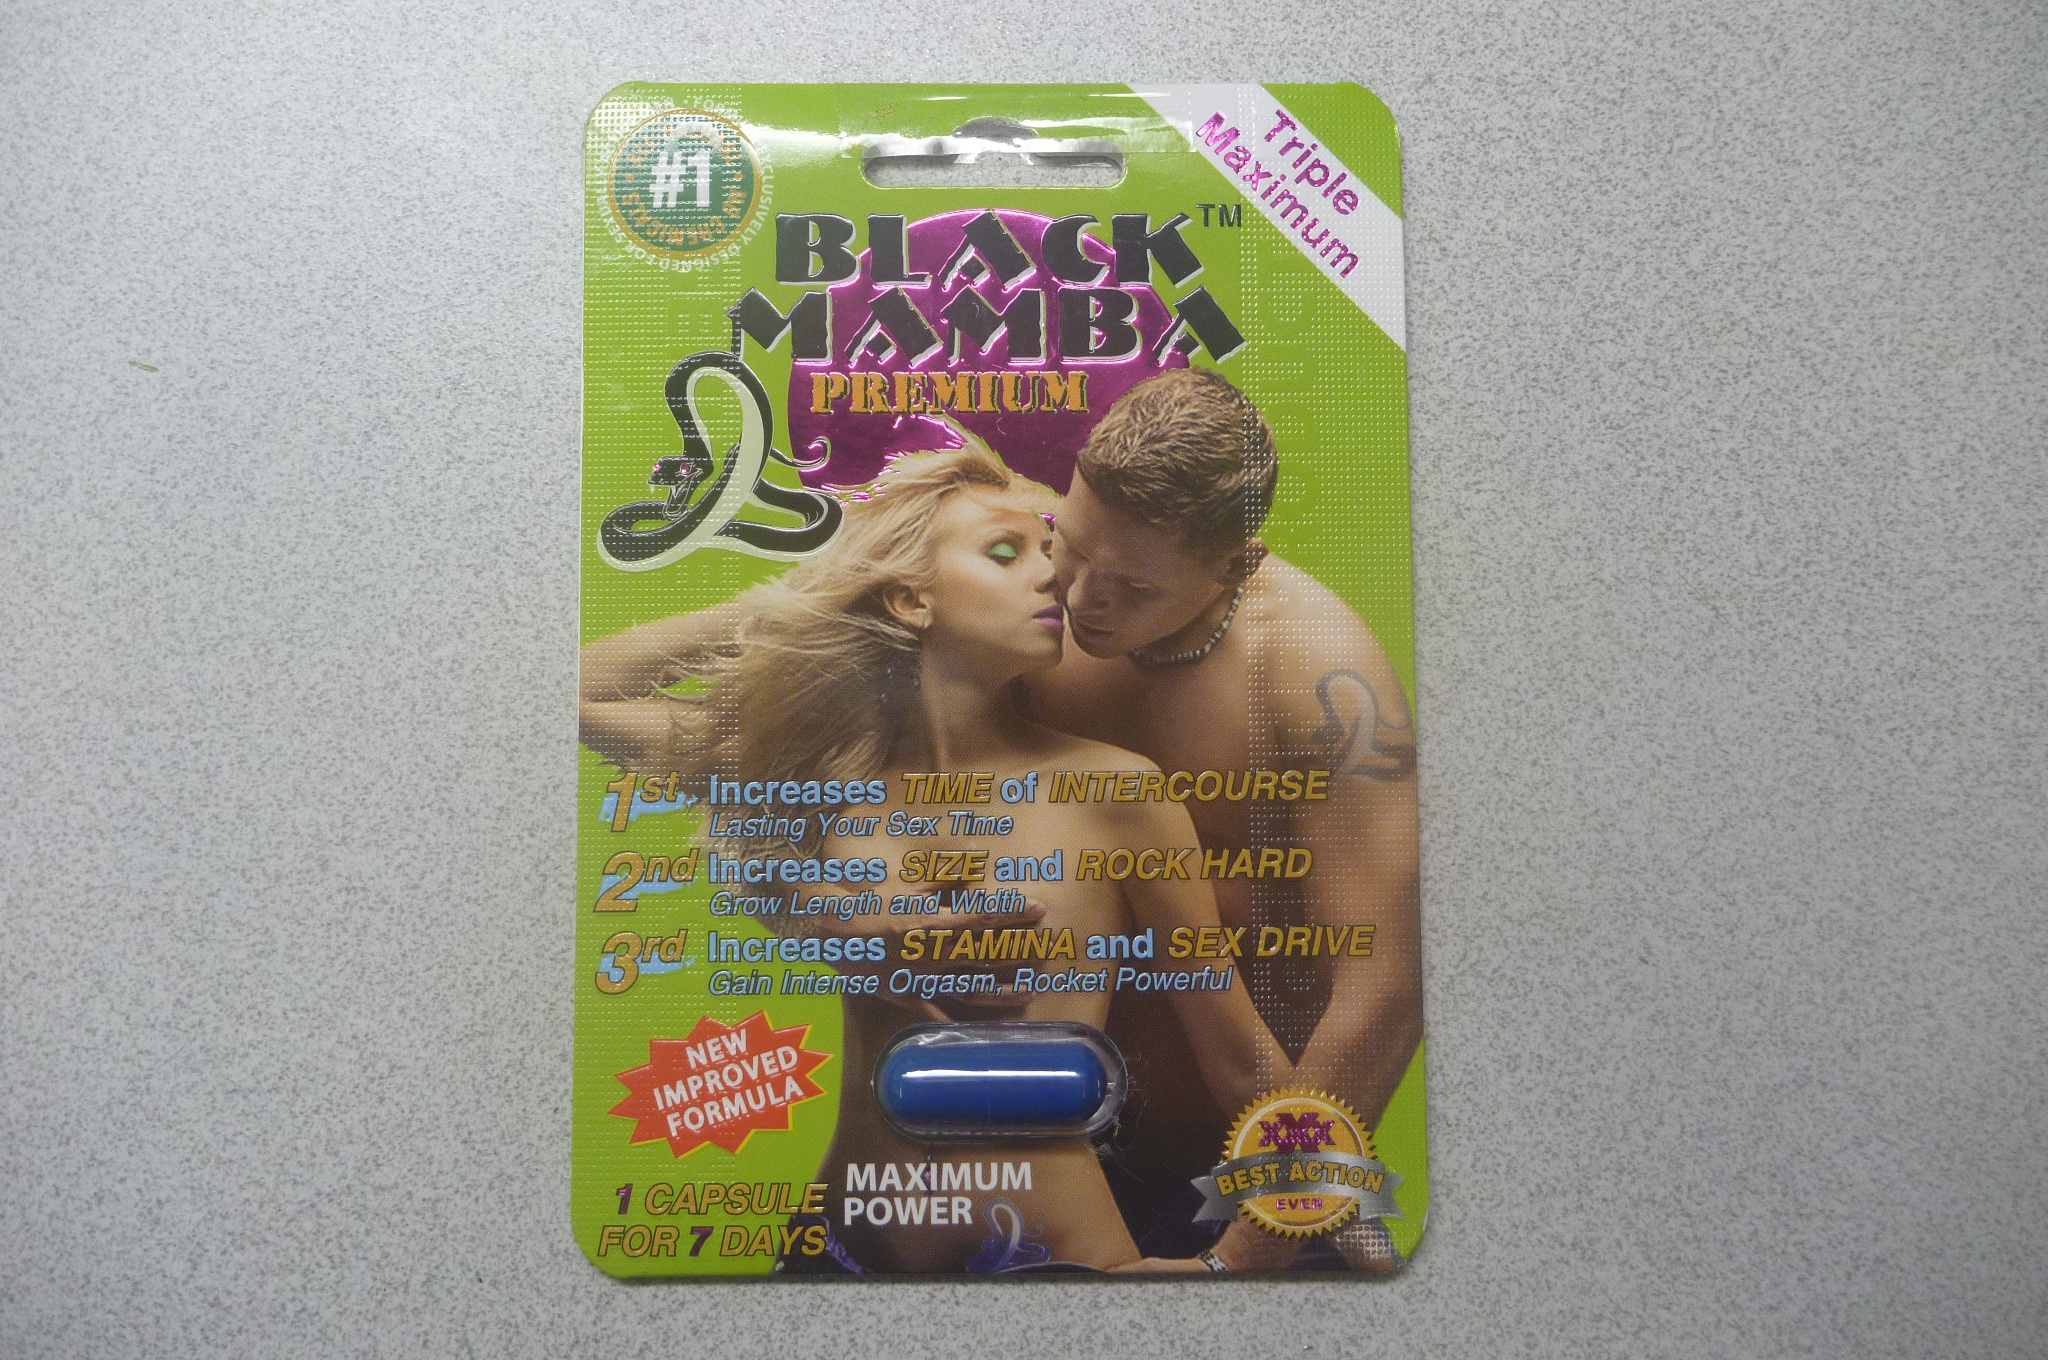 #1
Triple
Maximum
BLACK™
MAMBA
PREMIUM
1st Increases TIME of INTERCOURSE
Lasting Your Sex Time
2nd Increases SIZE and ROCK HARD
Grow Length and Width
3rd Increases STAMINA and SEX DRIVE
Gain Intense Orgasm, Rocket Powerful
NEW
IMPROVED
FORMULA
1 CAPSULE
FOR 7 DAYS
MAXIMUM
POWER
XXX
BEST ACTION
EVER